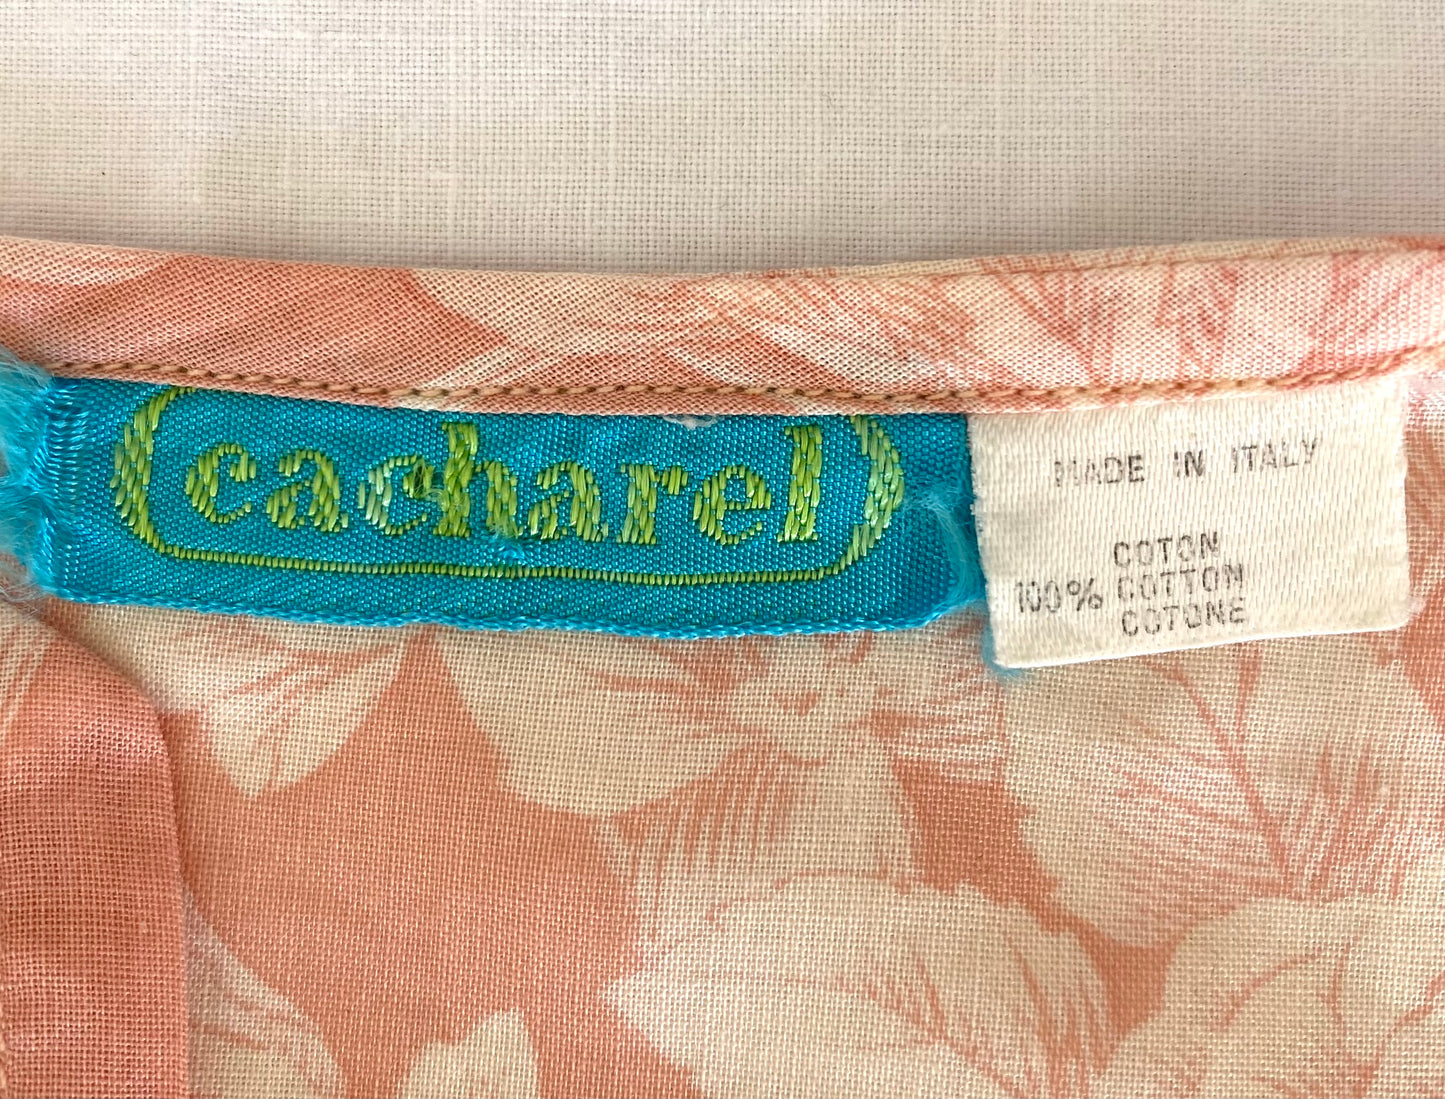 cacharel
MADE IN ITALY
COTON
100% COTTON
COTONE